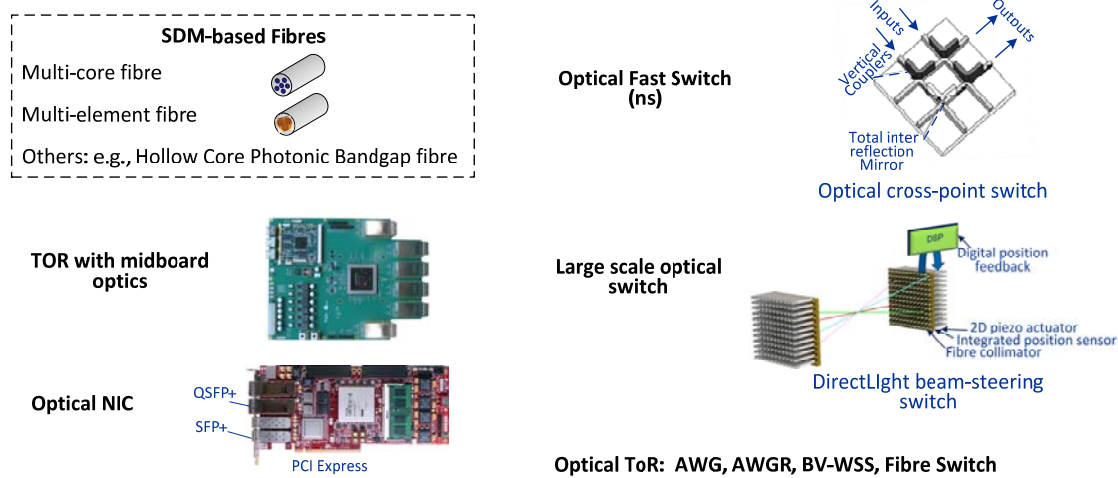 SDM-based Fibres
Multi-core fibre
Multi-element fibre
Others: e.g., Hollow Core Photonic Bandgap fibre
TOR with midboard
optics
Optical NIC
QSFP+
SFP+
PCI Express
Optical Fast Switch
(ns)
Inputs
Outputs
Vertical
Couplers
Total inter
reflection
Mirror
Optical cross-point switch
Large scale optical
switch
DSP
Digital position
feedback
2D piezo actuator
Integrated position sensor
Fibre collimator
DirectLIght beam-steering
switch
Optical ToR: AWG, AWGR, BV-WSS, Fibre Switch